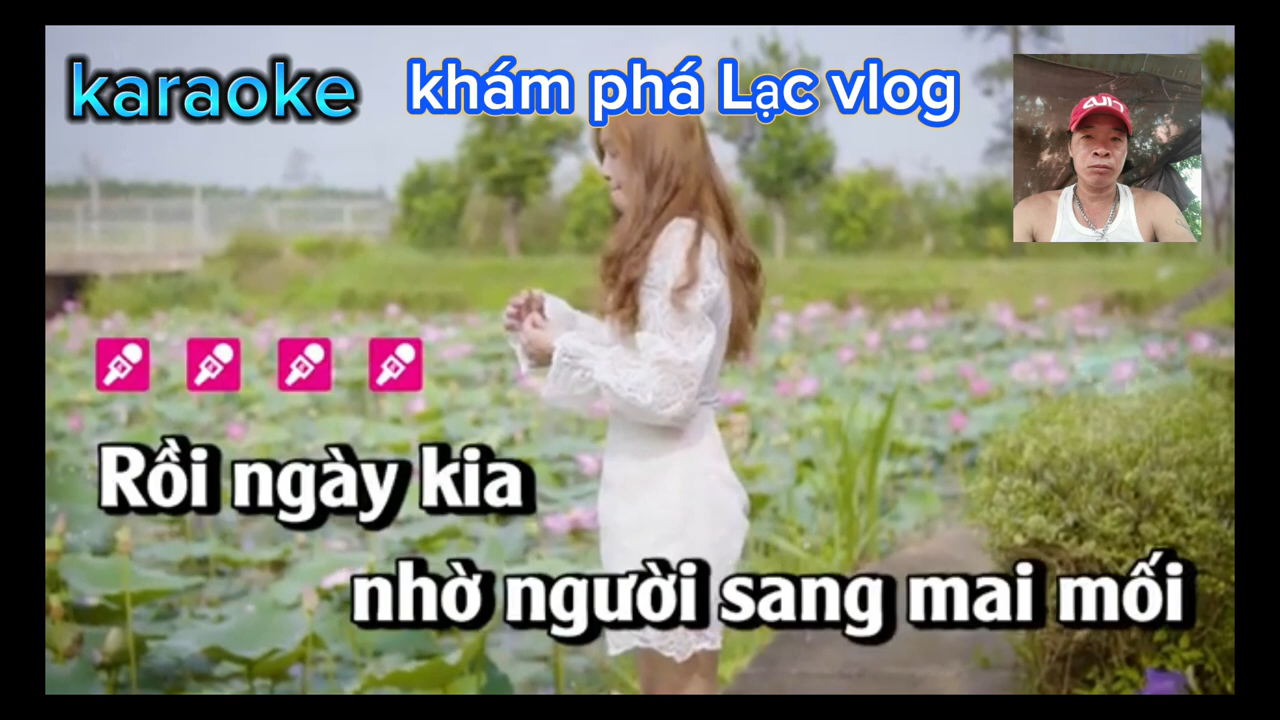 karaoke khám phá Lạc vlog
Rồi ngày kia
nhờ người sang mai mối